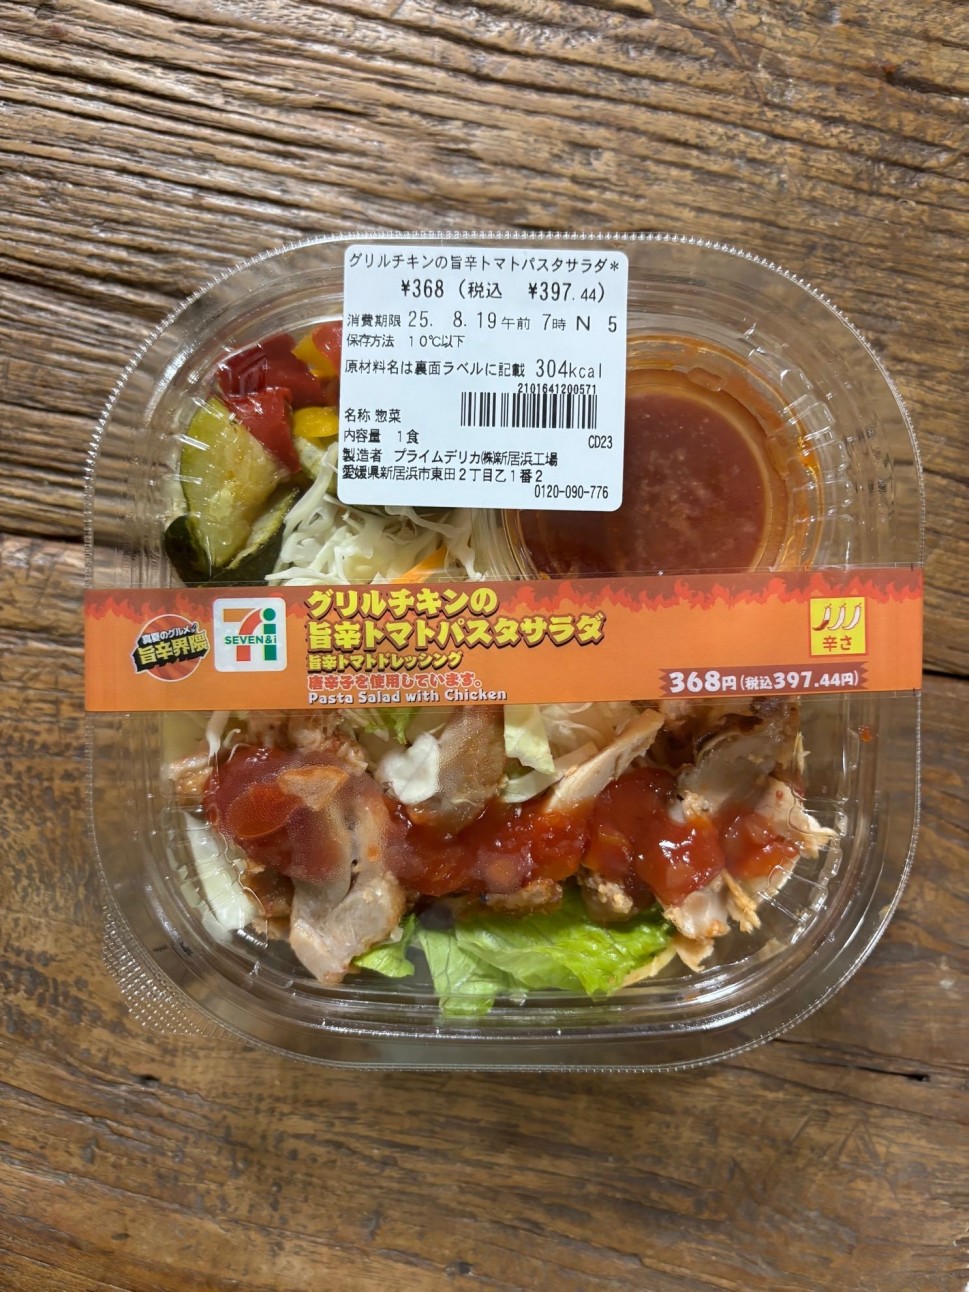 グリルチキンの旨辛トマトパスタサラダ*
¥368 (税込 ¥397.44)
消費期限 25. 8.19午前 7時 N 5
保存方法 10℃以下
原材料名は裏面ラベルに記載 304kcal
2101641200571
名称 惣菜
内容量 1食 CD23
製造者 プライムデリカ㈱新居浜工場
愛媛県新居浜市東田2丁目乙1番2
0120-090-776
真夏のグルメ
旨辛界隈
SEVEN&i
グリルチキンの
旨辛トマトパスタサラダ
旨辛トマトドレッシング
唐辛子を使用しています。
Pasta Salad with Chicken
辛さ
368円(税込397.44円)